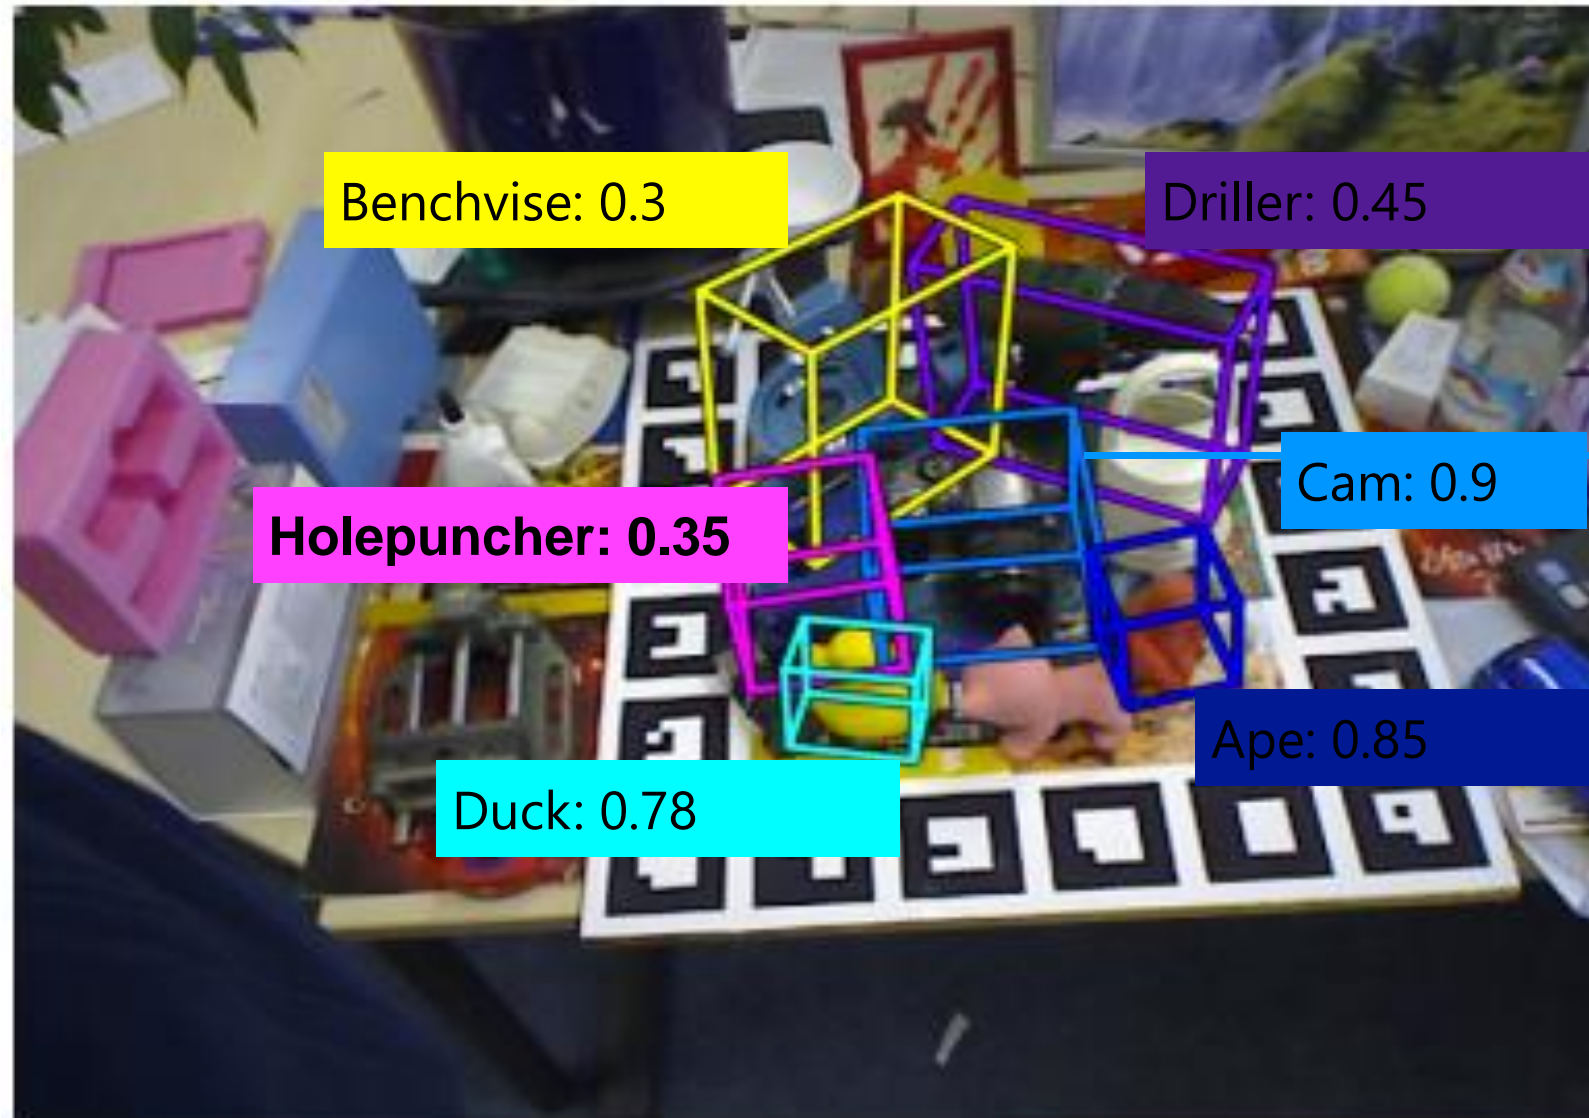 Benchvise: 0.3
Driller: 0.45
Cam: 0.9
Holepuncher: 0.35
Ape: 0.85
Duck: 0.78